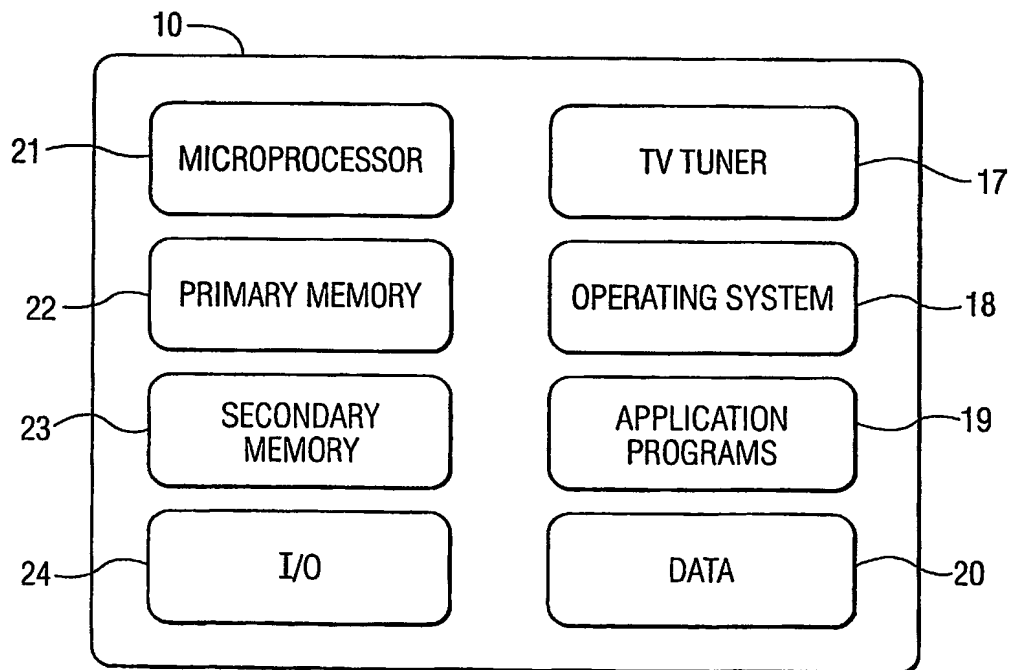 10
21
MICROPROCESSOR
TV TUNER
17
22
PRIMARY MEMORY
OPERATING SYSTEM
18
23
SECONDARY
MEMORY
APPLICATION
PROGRAMS
19
24
I/O
DATA
20